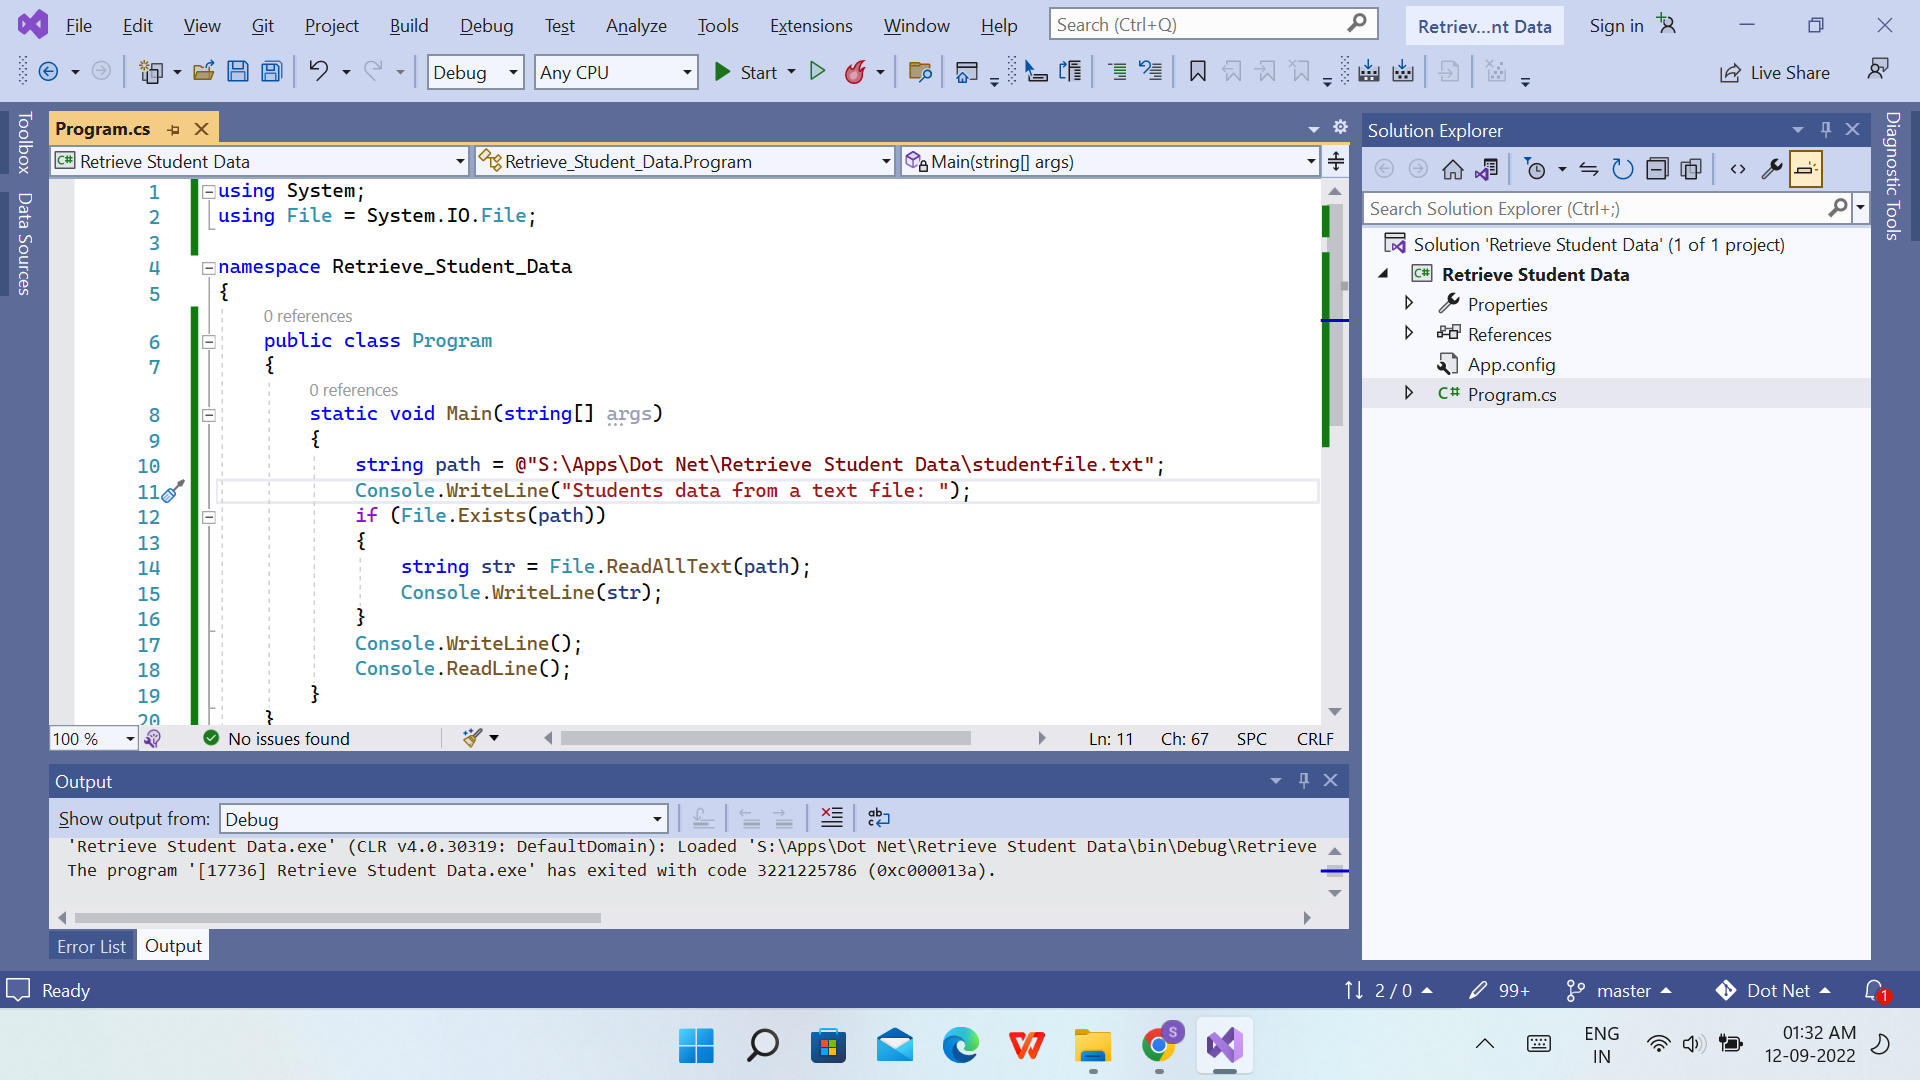 File Edit View Git Project Build Debug Test Analyze Tools Extensions Window Help Search (Ctrl+Q) Retriev...nt Data Sign in
Debug Any CPU Start Live Share
Toolbox
Data Sources
Program.cs
Retrieve Student Data Retrieve_Student_Data.Program Main(string[] args)
1 using System;
2 using File = System.IO.File;
3
4 namespace Retrieve_Student_Data
5 {
0 references
6 public class Program
7 {
0 references
8 static void Main(string[] args)
9 {
10 string path = @"S:\Apps\Dot Net\Retrieve Student Data\studentfile.txt";
11 Console.WriteLine("Students data from a text file: ");
12 if (File.Exists(path))
13 {
14 string str = File.ReadAllText(path);
15 Console.WriteLine(str);
16 }
17 Console.WriteLine();
18 Console.ReadLine();
19 }
20 }
100 % No issues found Ln: 11 Ch: 67 SPC CRLF
Output
Show output from: Debug
'Retrieve Student Data.exe' (CLR v4.0.30319: DefaultDomain): Loaded 'S:\Apps\Dot Net\Retrieve Student Data\bin\Debug\Retrieve
The program '[17736] Retrieve Student Data.exe' has exited with code 3221225786 (0xc000013a).
Error List Output
Solution Explorer
Search Solution Explorer (Ctrl+;)
Solution 'Retrieve Student Data' (1 of 1 project)
C# Retrieve Student Data
Properties
References
App.config
C# Program.cs
Diagnostic Tools
Ready 2 / 0 99+ master Dot Net 1
S
ENG
IN
01:32 AM
12-09-2022